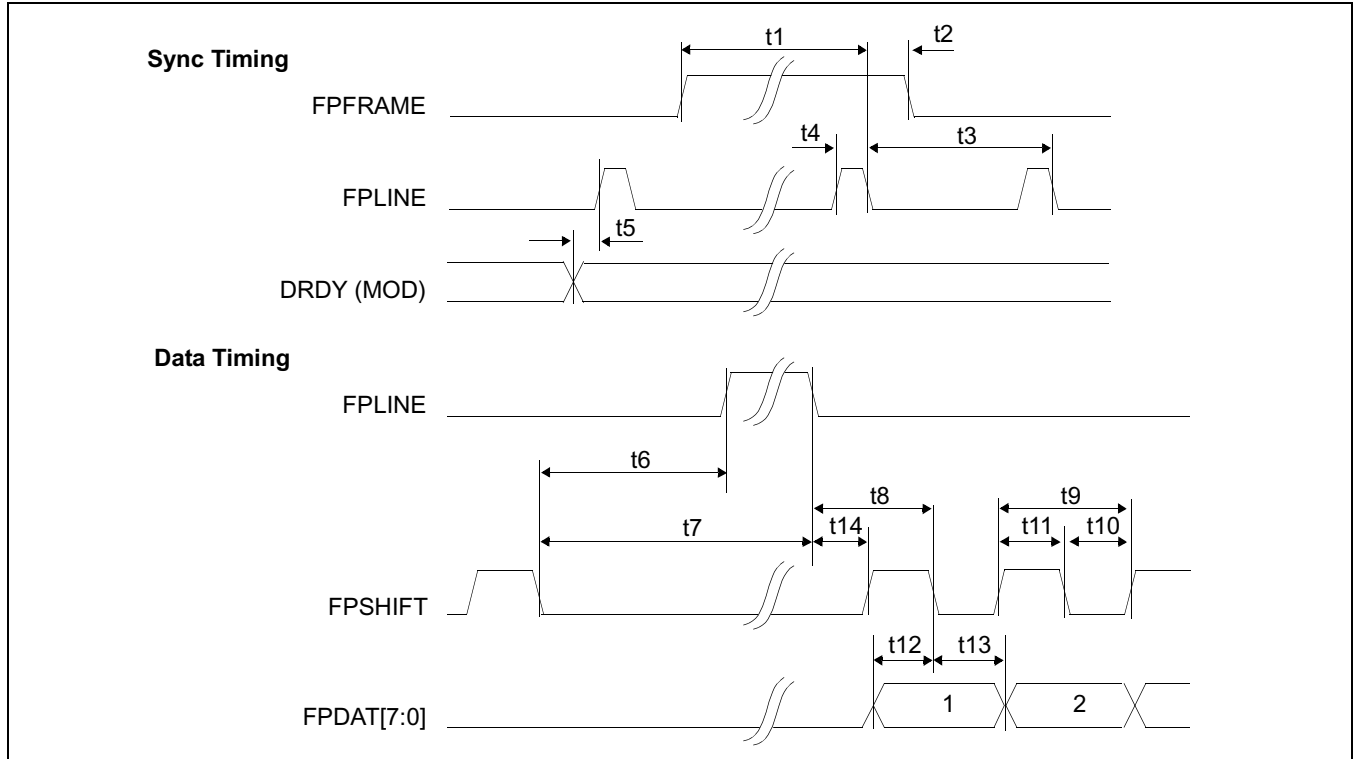 Sync Timing
t1
t2
FPFRAME
t4
t3
FPLINE
t5
DRDY (MOD)
Data Timing
FPLINE
t6
t8
t9
t7
t14
t11
t10
FPSHIFT
t12
t13
FPDAT[7:0]
1
2